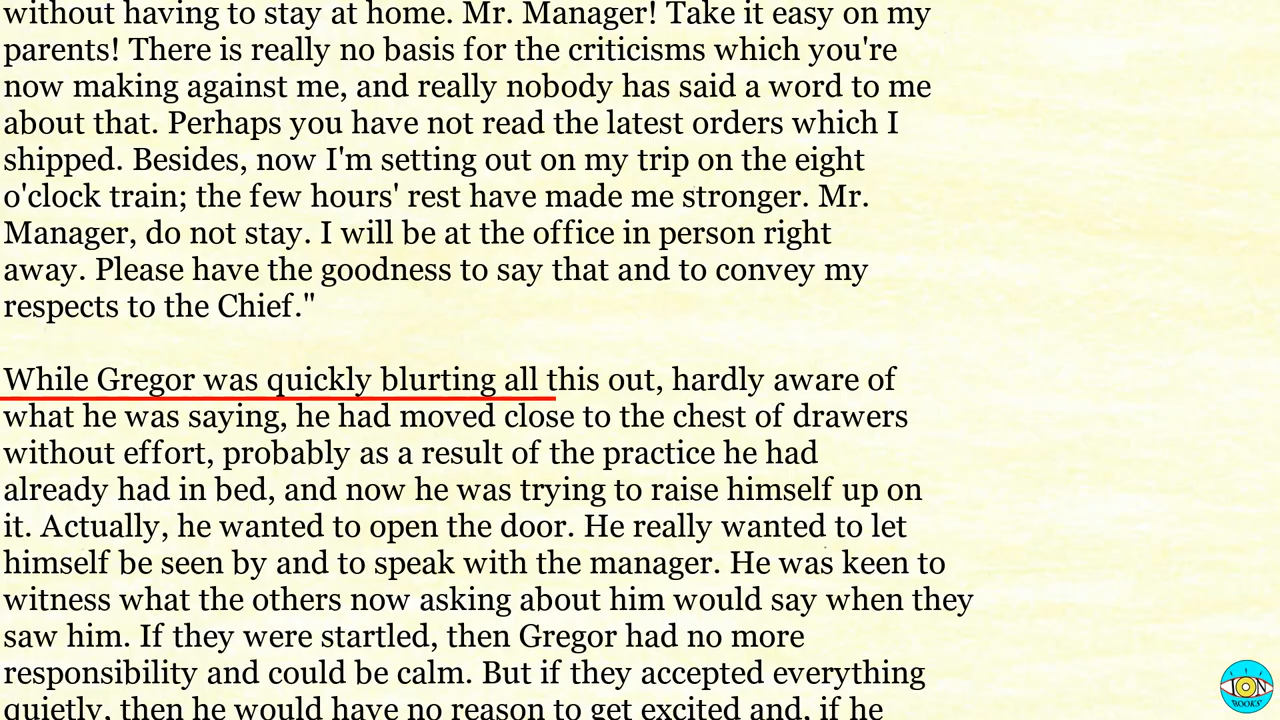 without having to stay at home. Mr. Manager! Take it easy on my
parents! There is really no basis for the criticisms which you're
now making against me, and really nobody has said a word to me
about that. Perhaps you have not read the latest orders which I
shipped. Besides, now I'm setting out on my trip on the eight
o'clock train; the few hours' rest have made me stronger. Mr.
Manager, do not stay. I will be at the office in person right
away. Please have the goodness to say that and to convey my
respects to the Chief."
While Gregor was quickly blurting all this out, hardly aware of
what he was saying, he had moved close to the chest of drawers
without effort, probably as a result of the practice he had
already had in bed, and now he was trying to raise himself up on
it. Actually, he wanted to open the door. He really wanted to let
himself be seen by and to speak with the manager. He was keen to
witness what the others now asking about him would say when they
saw him. If they were startled, then Gregor had no more
responsibility and could be calm. But if they accepted everything
quietly, then he would have no reason to get excited and, if he
ION
BOOKS